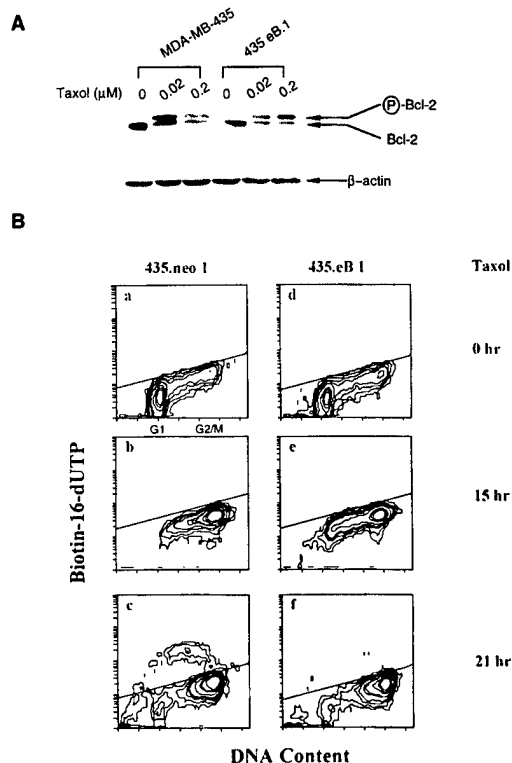 A
MDA-MB-435
435 eB.1
Taxol (μM)
0
0.02
0.2
0
0.02
0.2
P-Bcl-2
Bcl-2
β-actin
B
435.neo 1
435.eB 1
Taxol
a
d
0 hr
G1
G2/M
b
e
15 hr
Biotin-16-dUTP
c
f
21 hr
DNA Content